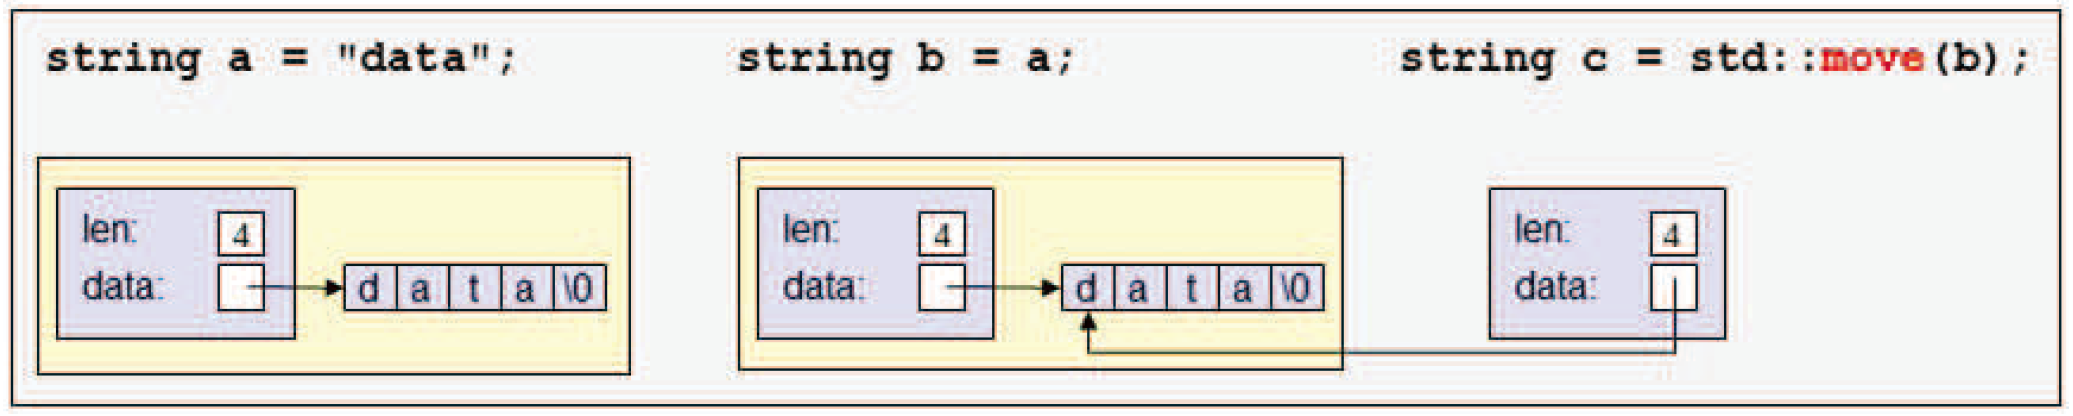 string a = "data"; string b = a; string c = std::move(b);
len: 4 len: 4 len: 4
data: d a t a \0 data: d a t a \0 data: